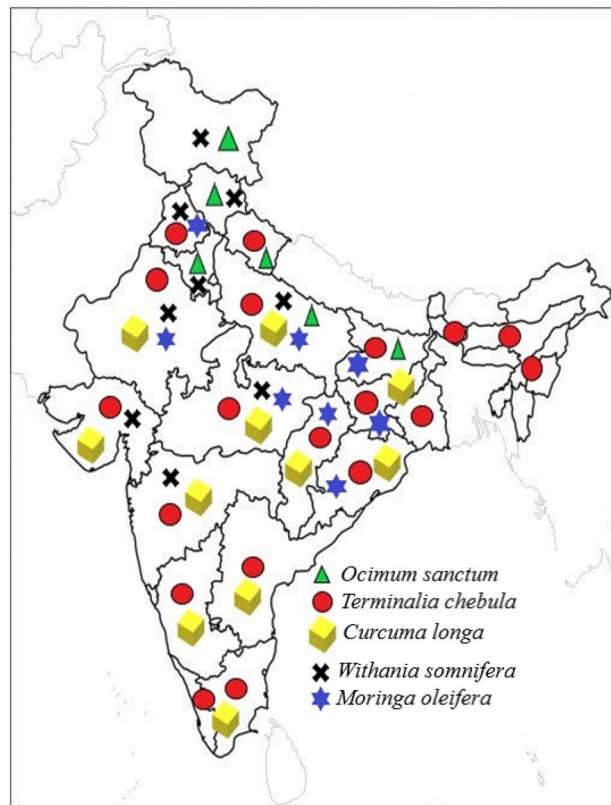 Ocimum sanctum
Terminalia chebula
Curcuma longa
Withania somnifera
Moringa oleifera